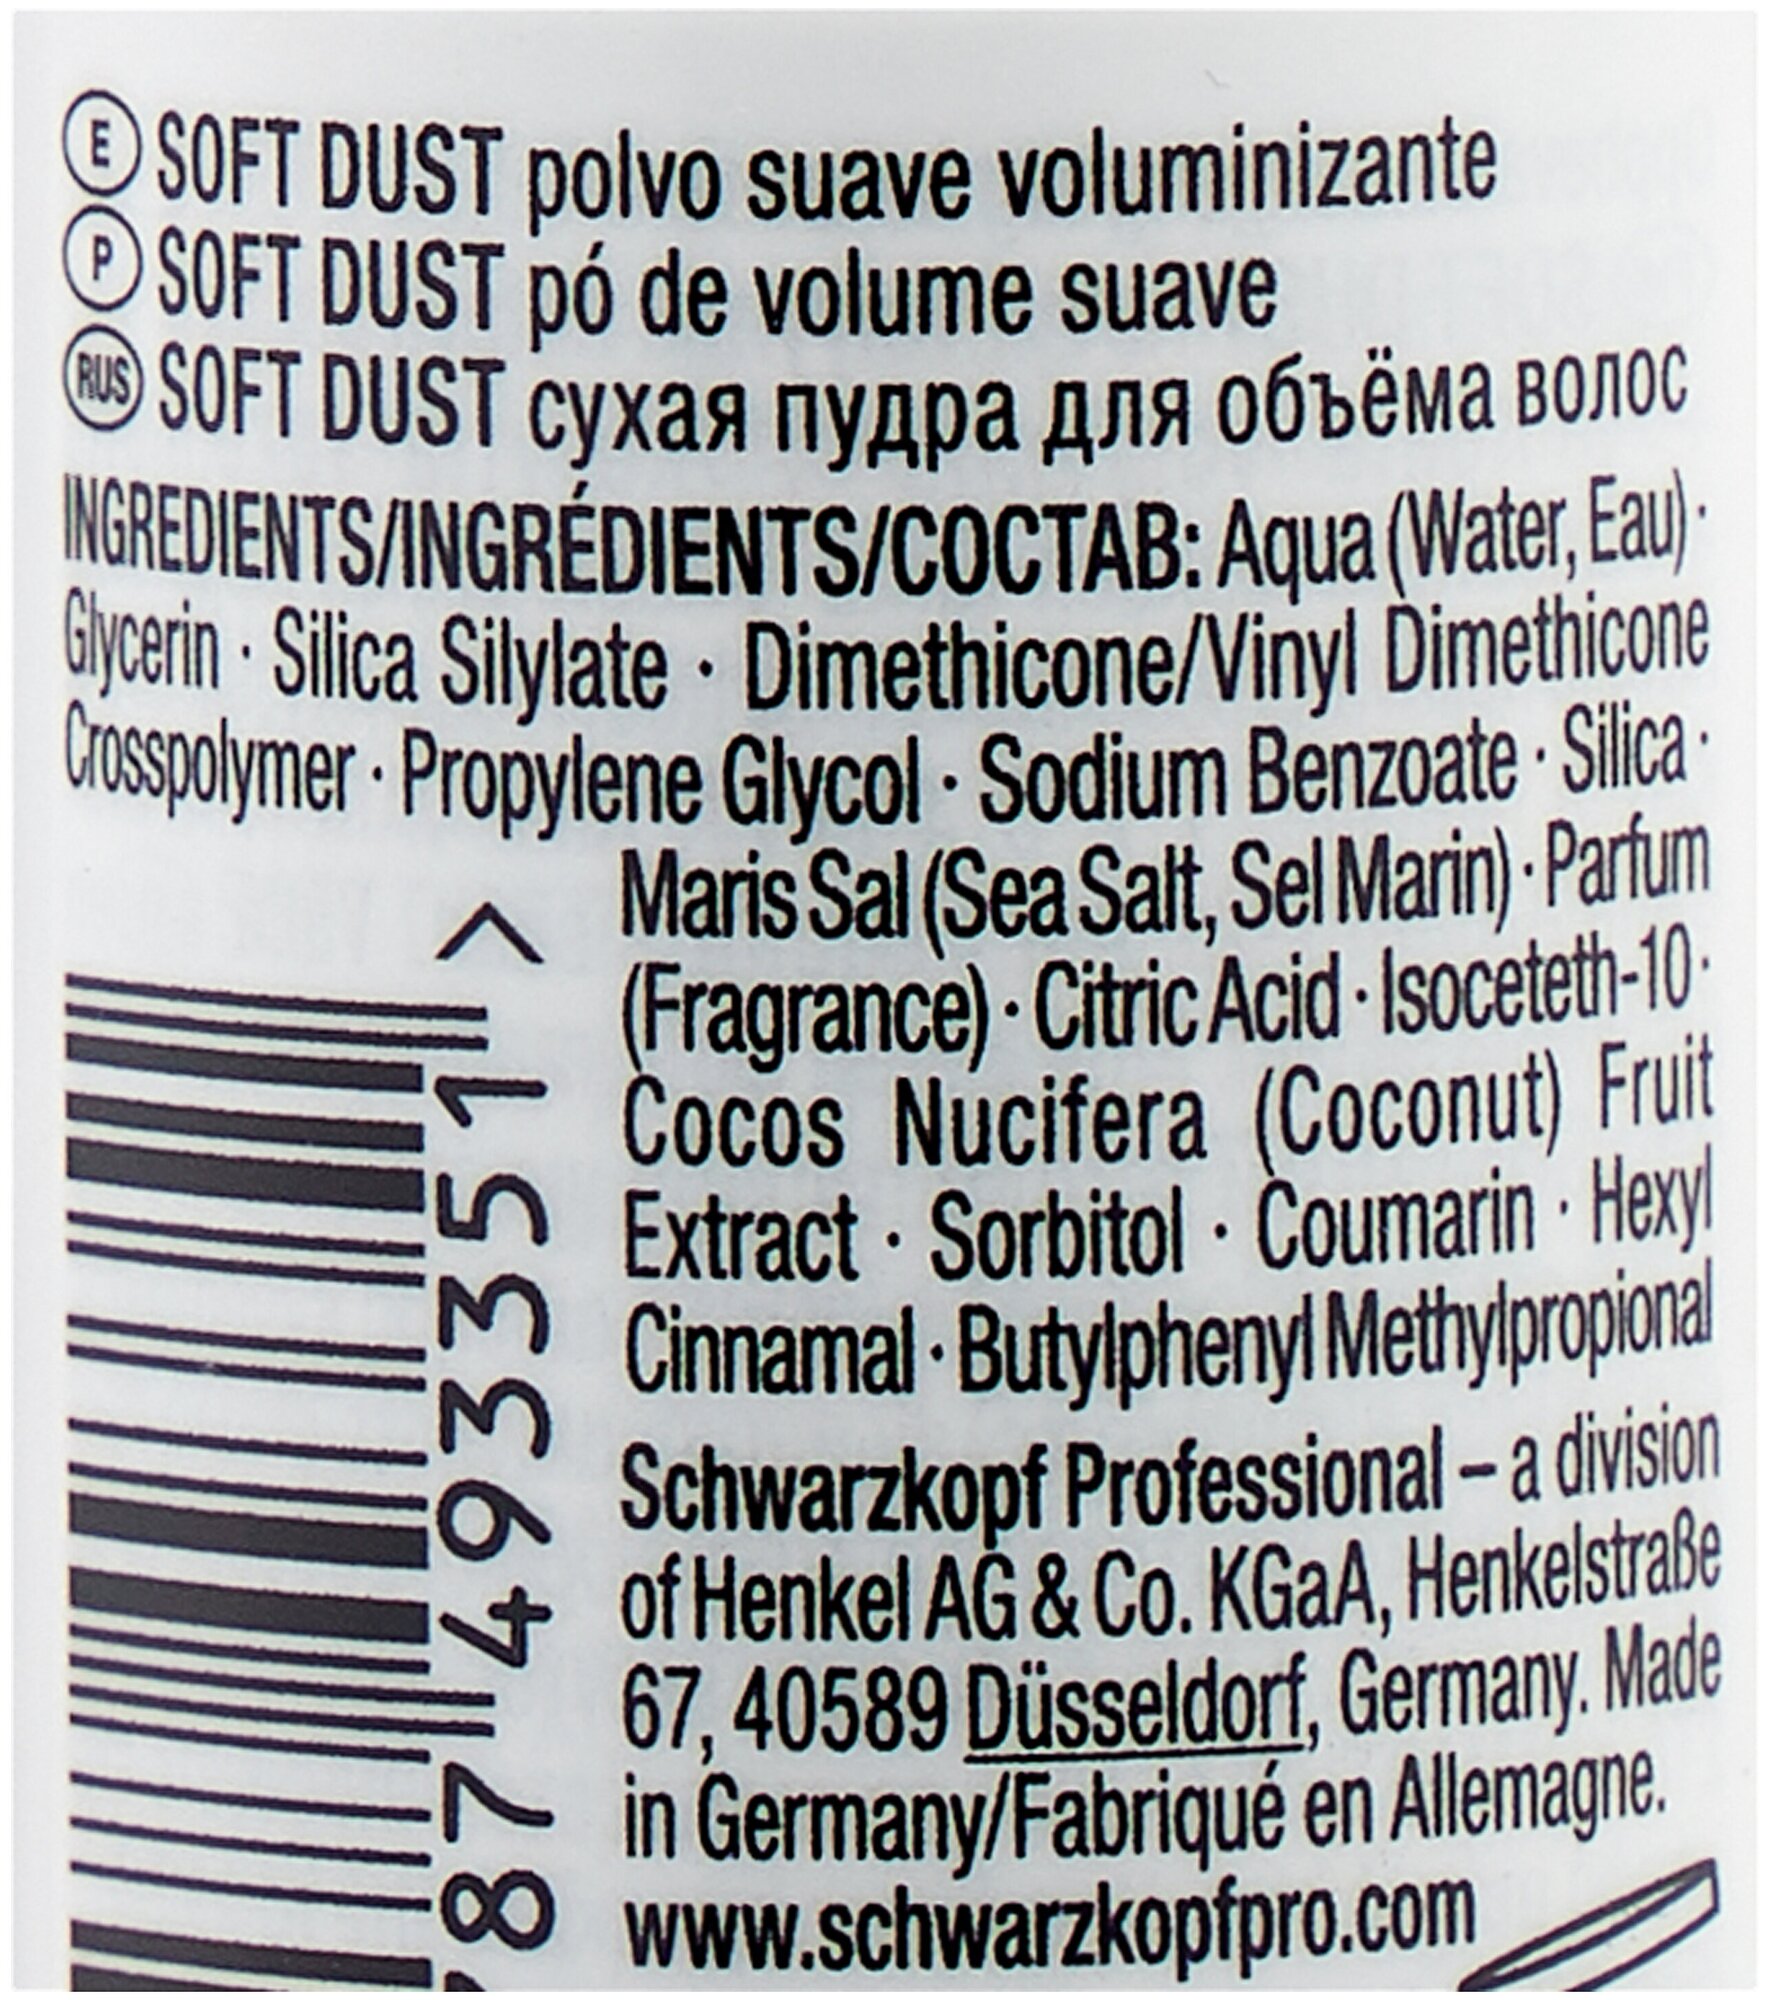 E SOFT DUST polvo suave voluminizante
P SOFT DUST pó de volume suave
RUS SOFT DUST сухая пудра для объёма волос
INGREDIENTS/INGRÉDIENTS/СОСТАВ: Aqua (Water, Eau) ·
Glycerin · Silica Silylate · Dimethicone/Vinyl Dimethicone
Crosspolymer · Propylene Glycol · Sodium Benzoate · Silica ·
Maris Sal (Sea Salt, Sel Marin) · Parfum
(Fragrance) · Citric Acid · Isoceteth-10 ·
Cocos Nucifera (Coconut) Fruit
Extract · Sorbitol · Coumarin · Hexyl
Cinnamal · Butylphenyl Methylpropional
Schwarzkopf Professional – a division
of Henkel AG & Co. KGaA, Henkelstraße
67, 40589 Düsseldorf, Germany. Made
in Germany/Fabriqué en Allemagne.
www.schwarzkopfpro.com
87 493351 >